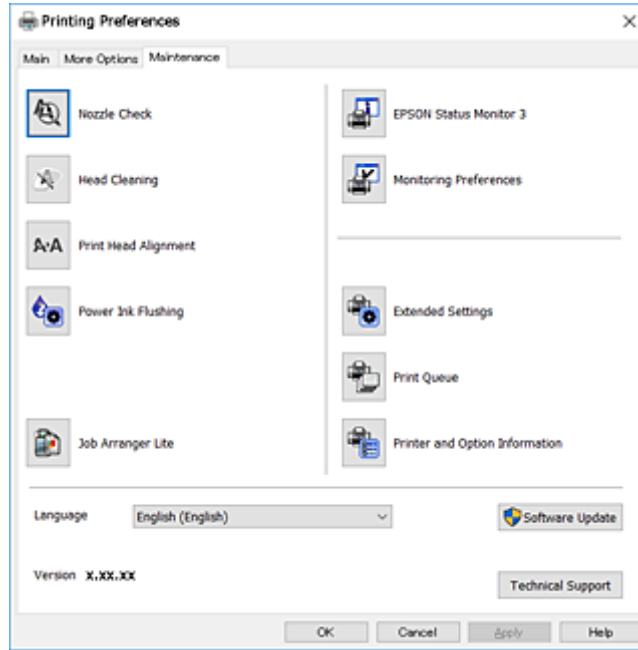 Printing Preferences
Main More Options Maintenance
Nozzle Check
EPSON Status Monitor 3
Head Cleaning
Monitoring Preferences
A·A Print Head Alignment
Power Ink Flushing
Extended Settings
Print Queue
Job Arranger Lite
Printer and Option Information
Language English (English)
Software Update
Version X.XX.XX
Technical Support
OK Cancel Apply Help